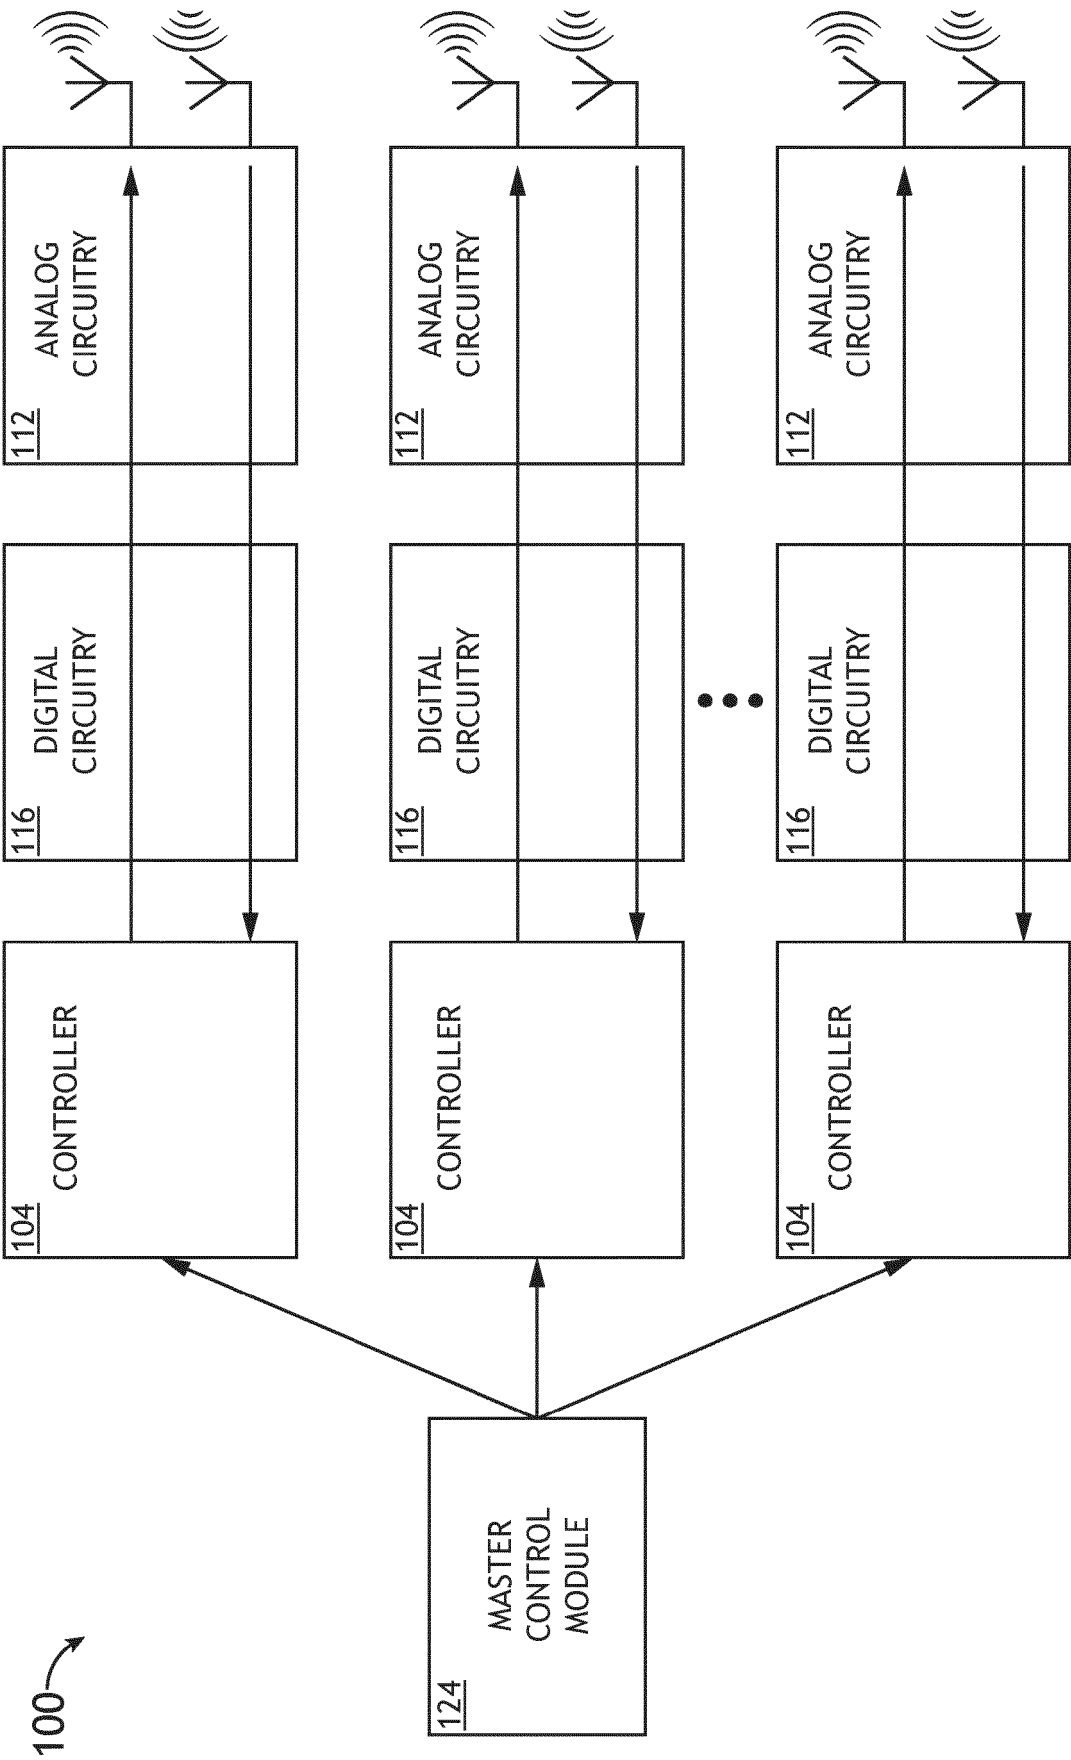 100
124
MASTER
CONTROL
MODULE
104
CONTROLLER
116
DIGITAL
CIRCUITRY
112
ANALOG
CIRCUITRY
104
CONTROLLER
116
DIGITAL
CIRCUITRY
112
ANALOG
CIRCUITRY
104
CONTROLLER
116
DIGITAL
CIRCUITRY
112
ANALOG
CIRCUITRY